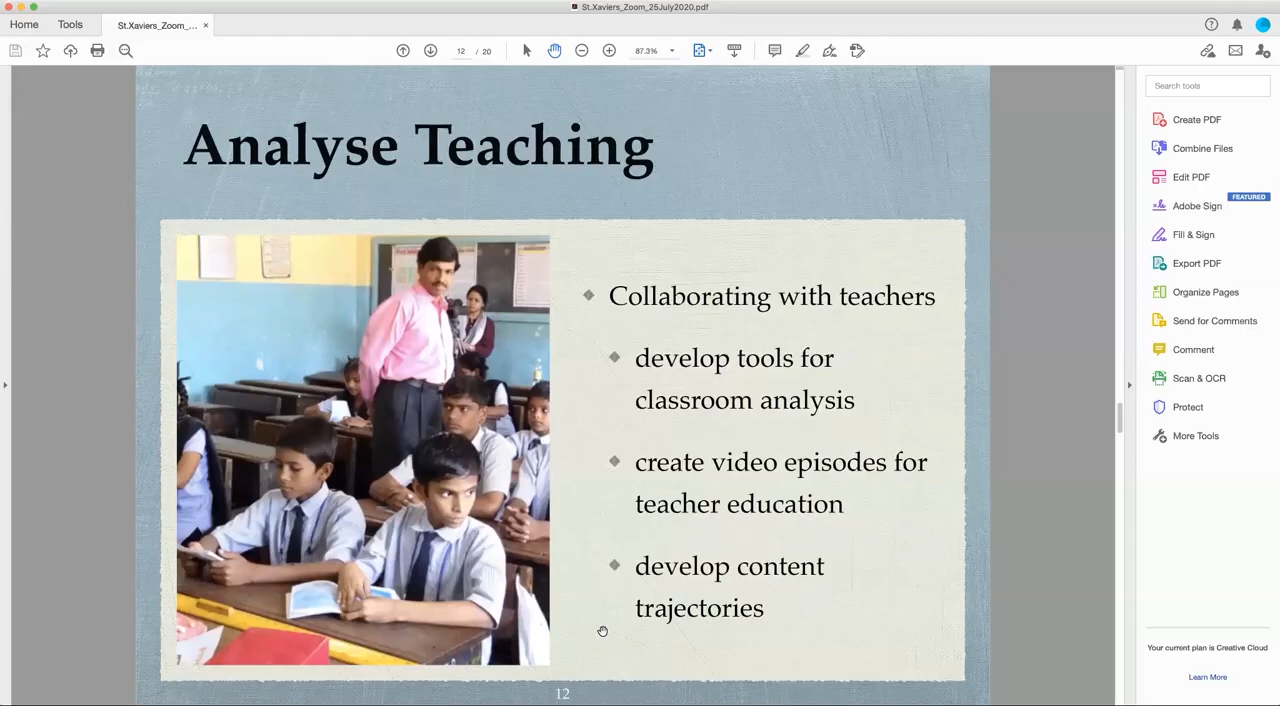 St.Xaviers_Zoom_25July2020.pdf
Home
Tools
St.Xaviers_Zoom_...
12 / 20
87.3%
Search tools
Analyse Teaching
Collaborating with teachers
develop tools for
classroom analysis
create video episodes for
teacher education
develop content
trajectories
12
Create PDF
Combine Files
Edit PDF
FEATURED
Adobe Sign
Fill & Sign
Export PDF
Organize Pages
Send for Comments
Comment
Scan & OCR
Protect
More Tools
Your current plan is Creative Cloud
Learn More